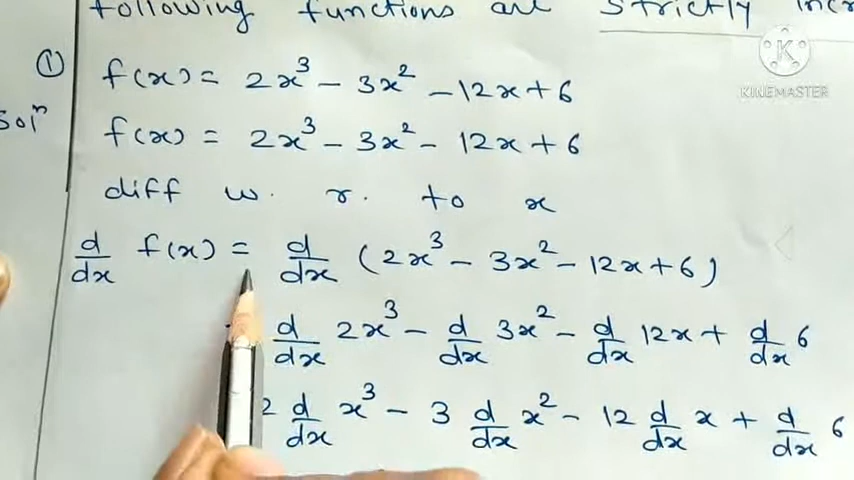 following functions are strictly incr
① f(x) = 2x³ - 3x² - 12x + 6
KINEMASTER
Solⁿ f(x) = 2x³ - 3x² - 12x + 6
diff w. r. to x
d/dx f(x) = d/dx (2x³ - 3x² - 12x + 6)
d/dx 2x³ - d/dx 3x² - d/dx 12x + d/dx 6
2 d/dx x³ - 3 d/dx x² - 12 d/dx x + d/dx 6